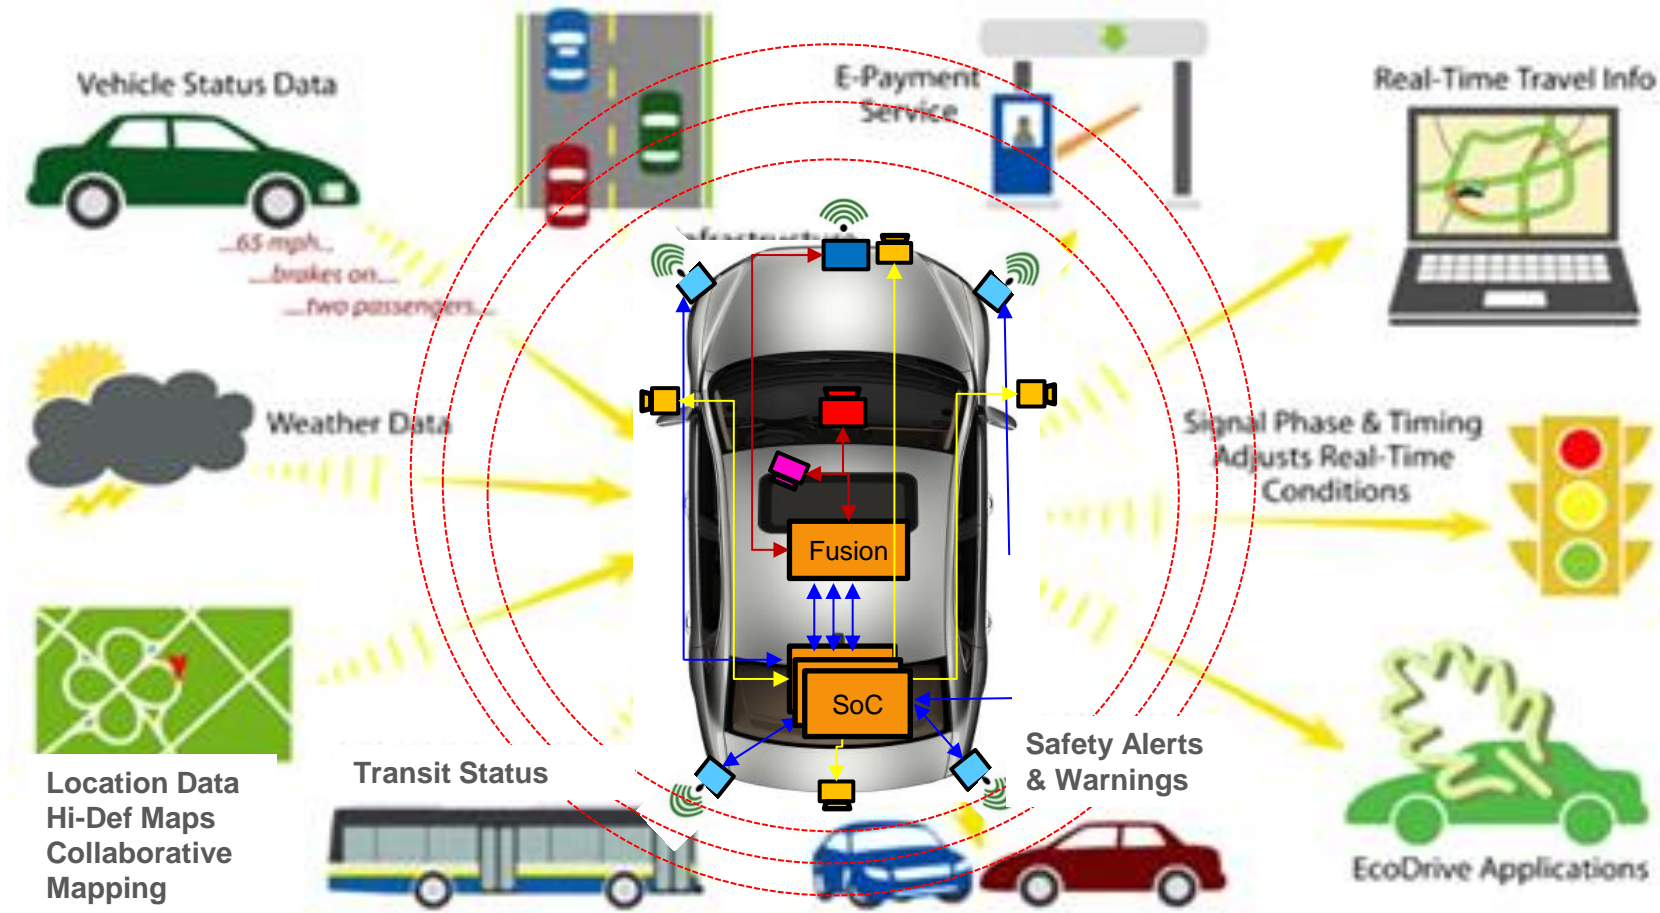 Vehicle Status Data
...65 mph...
...brakes on...
...two passengers...
E-Payment
Service
Real-Time Travel Info
Weather Data
Signal Phase & Timing
Adjusts Real-Time
Conditions
Fusion
SoC
Location Data
Hi-Def Maps
Collaborative
Mapping
Transit Status
Safety Alerts
& Warnings
EcoDrive Applications